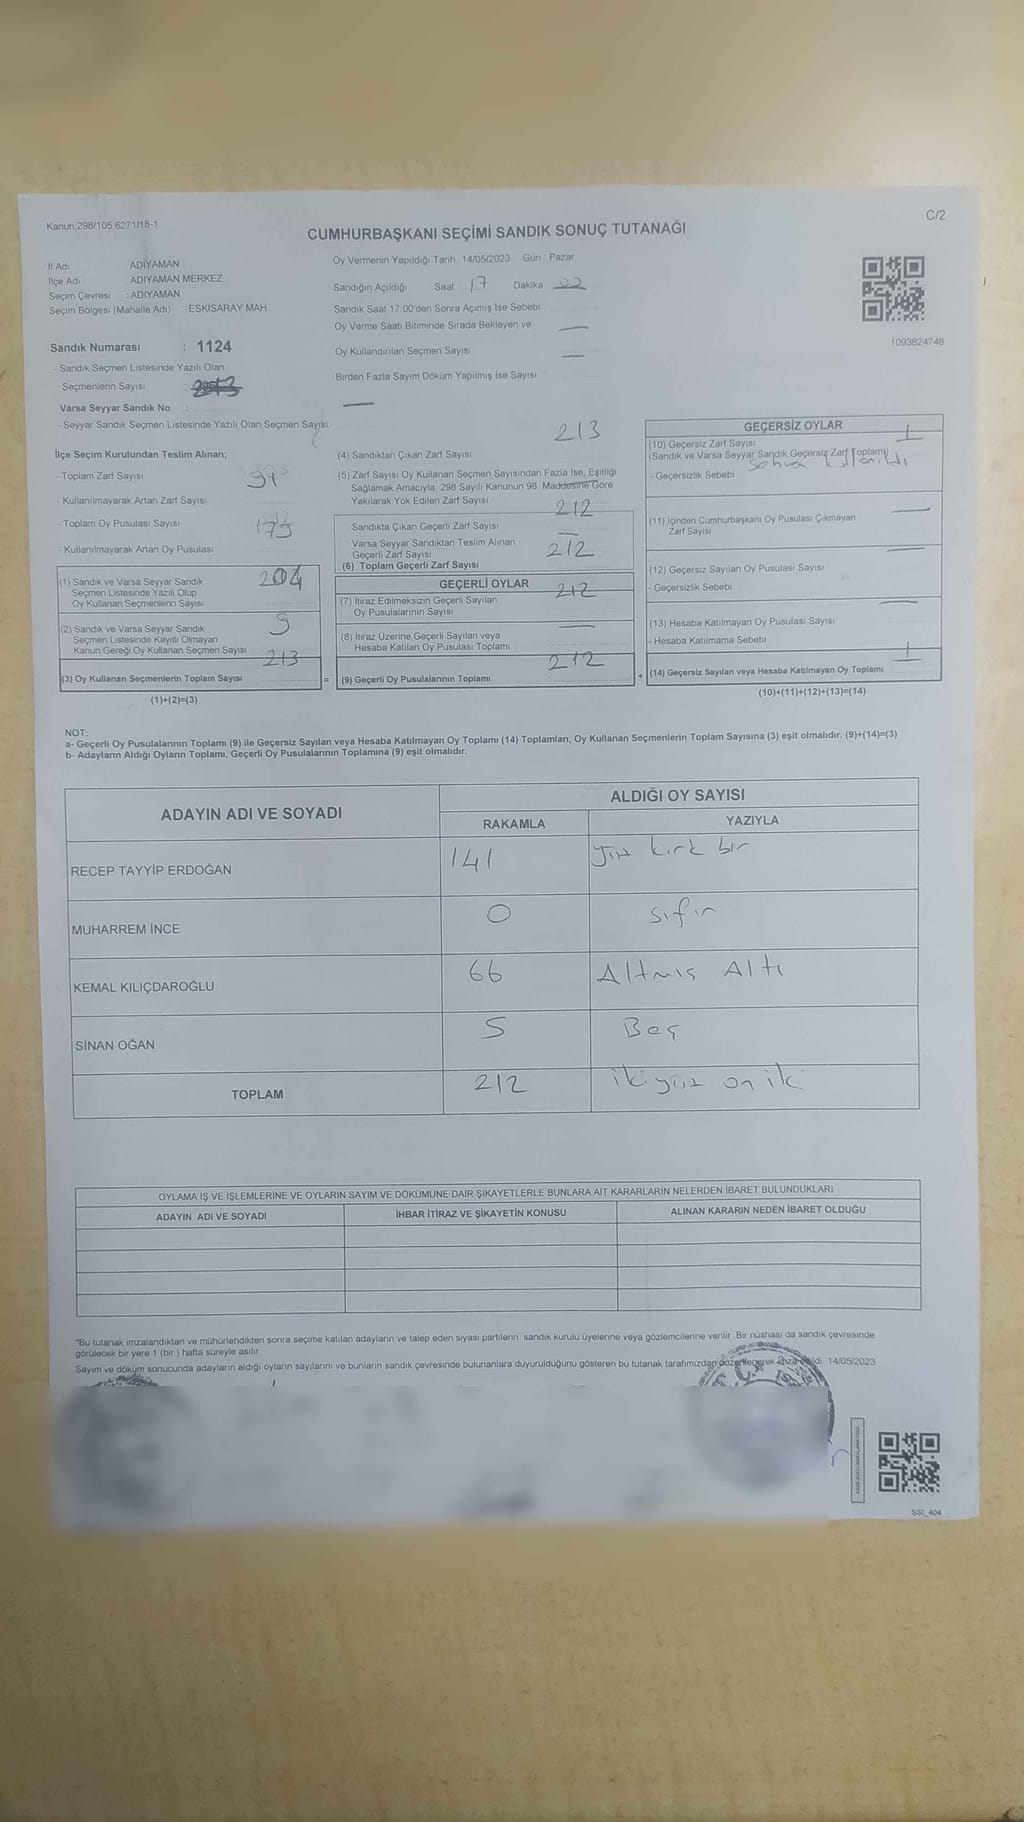 Kanun:298/105,6271/18-1
C/2
CUMHURBAŞKANI SEÇİMİ SANDIK SONUÇ TUTANAĞI
İl Adı ADIYAMAN
İlçe Adı ADIYAMAN MERKEZ
Seçim Çevresi : ADIYAMAN
Seçim Bölgesi (Mahalle Adı) ESKİSARAY MAH.
Sandık Numarası : 1124
- Sandık Seçmen Listesinde Yazılı Olan
Seçmenlerin Sayısı :
Varsa Seyyar Sandık No :
- Seyyar Sandık Seçmen Listesinde Yazılı Olan Seçmen Sayısı
Oy Vermenin Yapıldığı Tarih: 14/05/2023 Gün: Pazar
Sandığın Açıldığı Saat 17 Dakika 02
Sandık Saat 17.00'den Sonra Açımış İse Sebebi
Oy Verme Saati Bitiminde Sırada Bekleyen ve
Oy Kullandırılan Seçmen Sayısı
Birden Fazla Sayım Döküm Yapılmış İse Sayısı
1093824748
İlçe Seçim Kurulundan Teslim Alınan;
- Toplam Zarf Sayısı
- Kullanılmayarak Artan Zarf Sayısı
- Toplam Oy Pusulası Sayısı
- Kullanılmayarak Artan Oy Pusulası
(1) Sandık ve Varsa Seyyar Sandık 204
Seçmen Listesinde Yazılı Olup
Oy Kullanan Seçmenlerin Sayısı
(2) Sandık ve Varsa Seyyar Sandık 9
Seçmen Listesinde Kayıtlı Olmayan
Kanun Gereği Oy Kullanan Seçmen Sayısı
213
(3) Oy Kullanan Seçmenlerin Toplam Sayısı
(1)+(2)=(3)
213
(4) Sandıktan Çıkan Zarf Sayısı
(5) Zarf Sayısı Oy Kullanan Seçmen Sayısından Fazla İse, Eşitliği
Sağlamak Amacıyla, 298 Sayılı Kanunun 98. Maddesine Göre
Yakılarak Yok Edilen Zarf Sayısı
212
Sandıkta Çıkan Geçerli Zarf Sayısı
Varsa Seyyar Sandıktan Teslim Alınan
Geçerli Zarf Sayısı 212
(6) Toplam Geçerli Zarf Sayısı
=
GEÇERLİ OYLAR
(7) İtiraz Edilmeksizin Geçerli Sayılan 212
Oy Pusulalarının Sayısı
(8) İtiraz Üzerine Geçerli Sayılan veya
Hesaba Katılan Oy Pusulası Toplamı
212
(9) Geçerli Oy Pusulalarının Toplamı
+
GEÇERSİZ OYLAR
(10) Geçersiz Zarf Sayısı 1
(Sandık ve Varsa Seyyar Sandık Geçersiz Zarf Toplamı)
- Geçersizlik Sebebi
(11) İçinden Cumhurbaşkanı Oy Pusulası Çıkmayan
Zarf Sayısı
(12) Geçersiz Sayılan Oy Pusulası Sayısı
- Geçersizlik Sebebi
(13) Hesaba Katılmayan Oy Pusulası Sayısı
- Hesaba Katılmama Sebebi
1
(14) Geçersiz Sayılan veya Hesaba Katılmayan Oy Toplamı
(10)+(11)+(12)+(13)=(14)
NOT:
a- Geçerli Oy Pusulalarının Toplamı (9) ile Geçersiz Sayılan veya Hesaba Katılmayan Oy Toplamı (14) Toplamları, Oy Kullanan Seçmenlerin Toplam Sayısına (3) eşit olmalıdır. (9)+(14)=(3)
b- Adayların Aldığı Oyların Toplamı, Geçerli Oy Pusulalarının Toplamına (9) eşit olmalıdır.
ADAYIN ADI VE SOYADI
ALDIĞI OY SAYISI
RAKAMLA YAZIYLA
RECEP TAYYİP ERDOĞAN 141 Yüz kırk bir
MUHARREM İNCE 0 sıfır
KEMAL KILIÇDAROĞLU 66 Altmış Altı
SİNAN OĞAN 5 Beş
TOPLAM 212 ikiyüz on iki
OYLAMA İŞ VE İŞLEMLERİNE VE OYLARIN SAYIM VE DÖKÜMÜNE DAİR ŞİKAYETLERLE BUNLARA AİT KARARLARIN NELERDEN İBARET BULUNDUKLARI
ADAYIN ADI VE SOYADI İHBAR İTİRAZ VE ŞİKAYETİN KONUSU ALINAN KARARIN NEDEN İBARET OLDUĞU
*Bu tutanak imzalandıktan ve mühürlendikten sonra seçime katılan adayların ve talep eden siyasi partilerin sandık kurulu üyelerine veya gözlemcilerine verilir. Bir nüshası da sandık çevresinde
görülecek bir yere 1 (bir) hafta süreyle asılır.
Sayım ve döküm sonucunda adayların aldığı oyların sayılarını ve bunların sandık çevresinde bulunanlara duyurulduğunu gösteren bu tutanak tarafımızdan düzenlenerek imza edildi. 14/05/2023
SSI_404